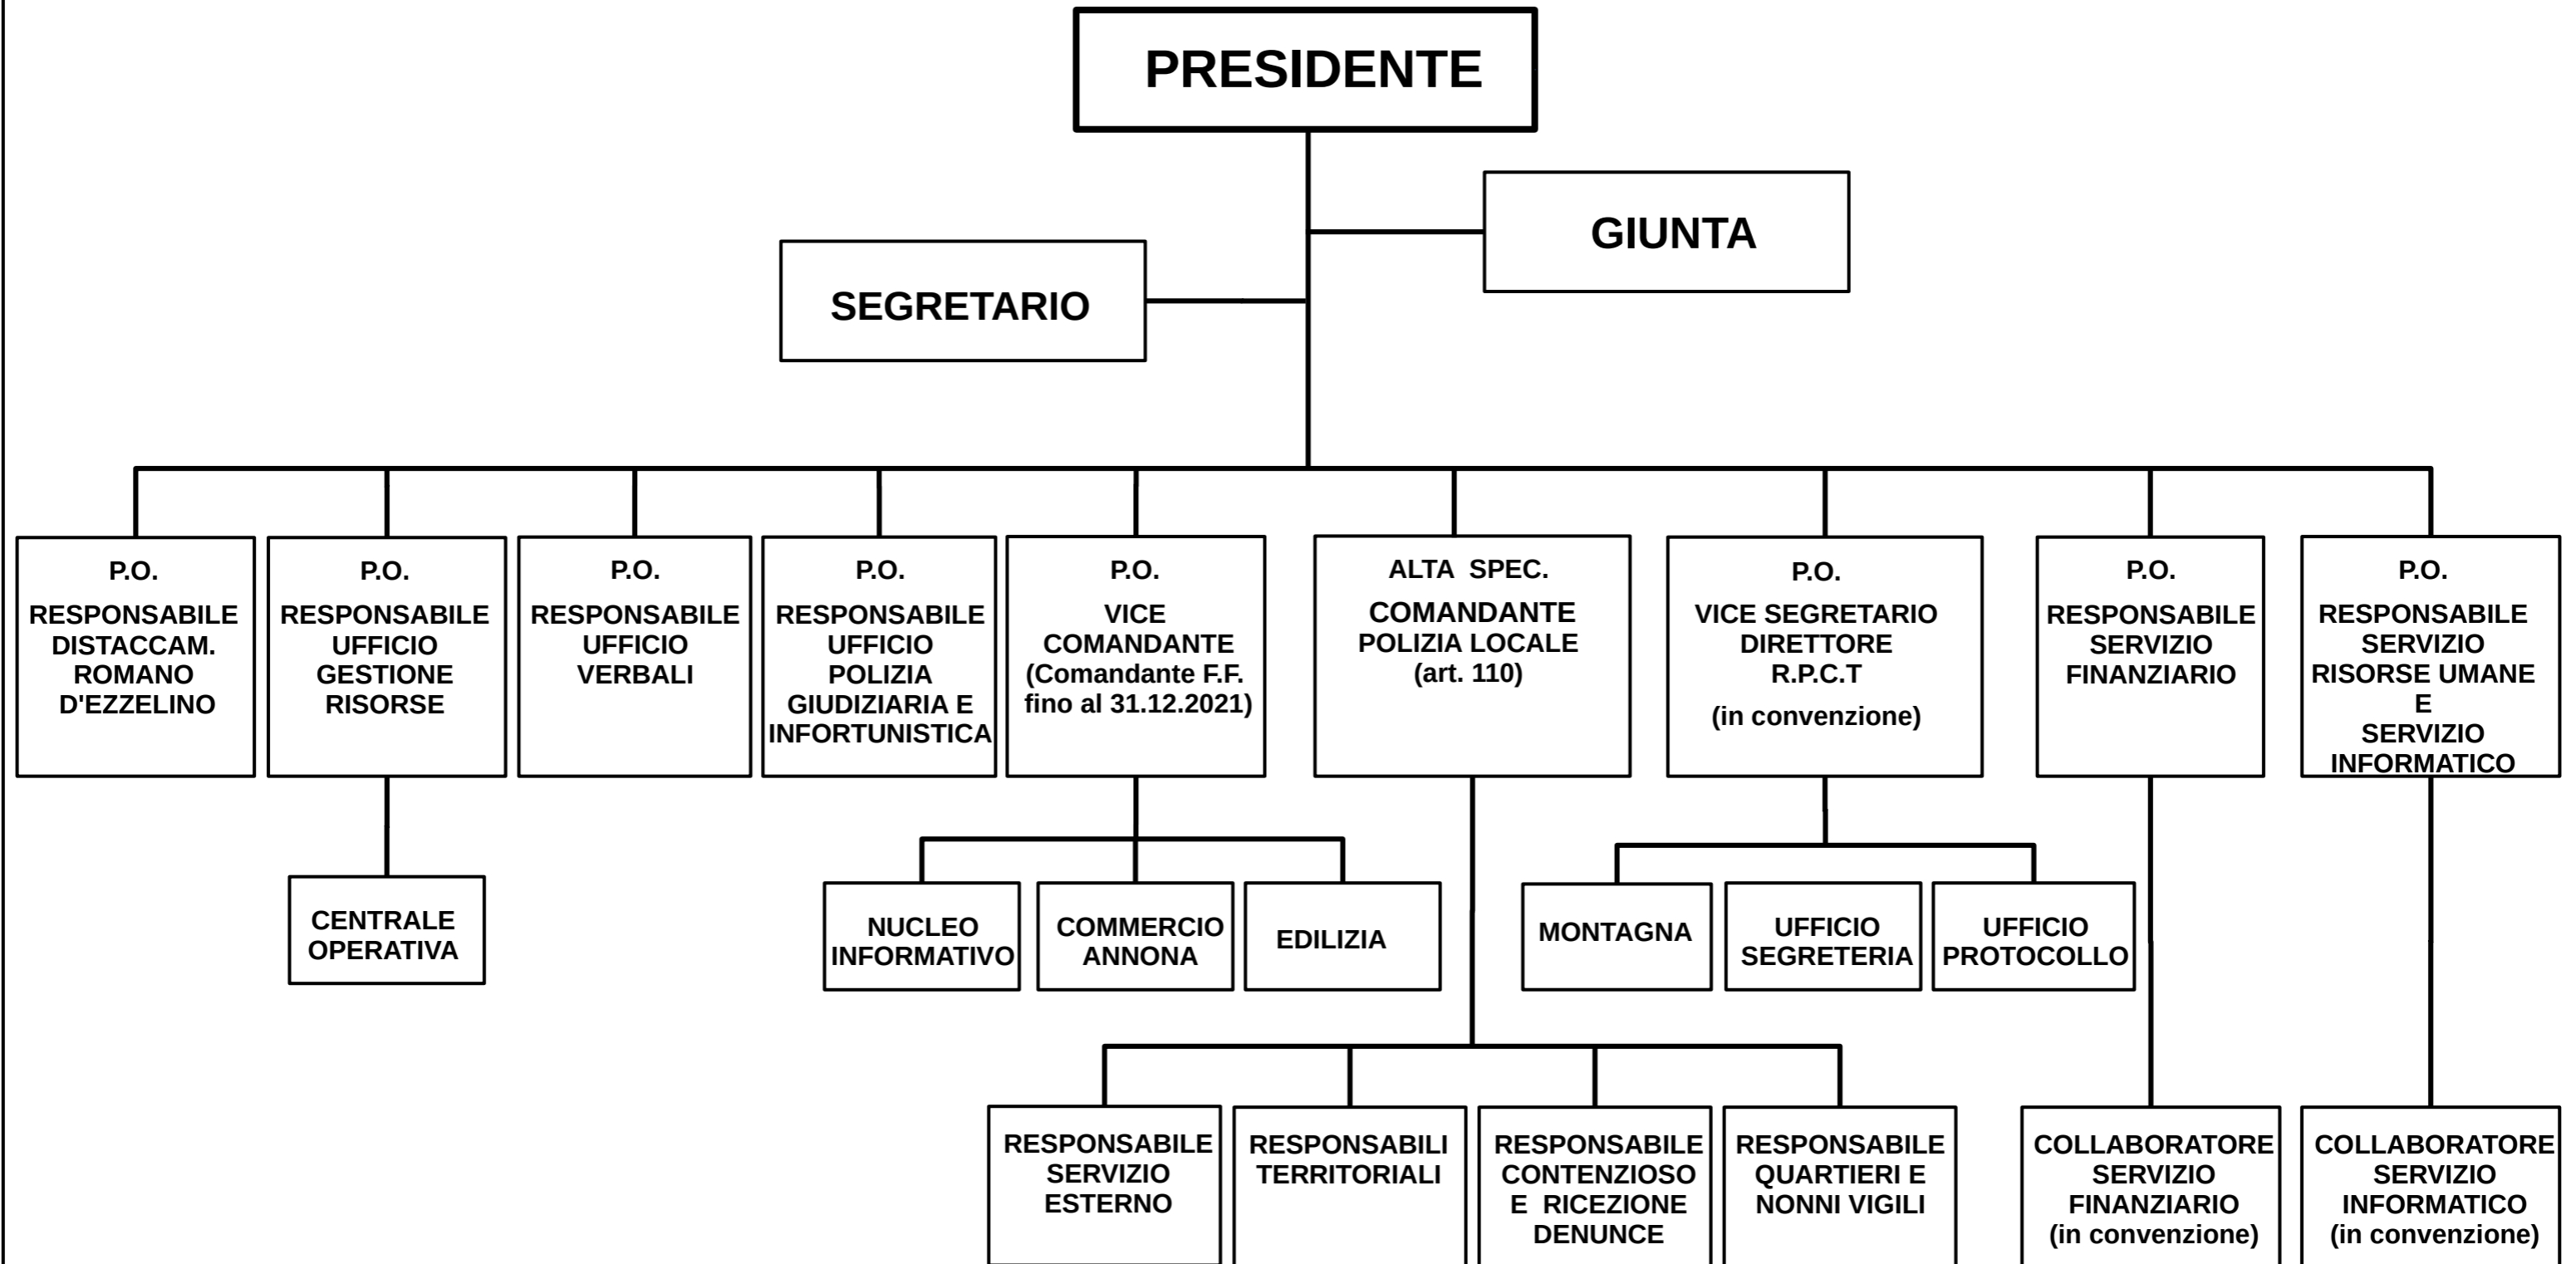 PRESIDENTE
GIUNTA
SEGRETARIO
P.O.
RESPONSABILE
DISTACCAM.
ROMANO
D'EZZELINO
P.O.
RESPONSABILE
UFFICIO
GESTIONE
RISORSE
P.O.
RESPONSABILE
UFFICIO
VERBALI
P.O.
RESPONSABILE
UFFICIO
POLIZIA
GIUDIZIARIA E
INFORTUNISTICA
P.O.
VICE
COMANDANTE
(Comandante F.F.
fino al 31.12.2021)
ALTA  SPEC.
COMANDANTE
POLIZIA LOCALE
(art. 110)
P.O.
VICE SEGRETARIO
DIRETTORE
R.P.C.T
(in convenzione)
P.O.
RESPONSABILE
SERVIZIO
FINANZIARIO
P.O.
RESPONSABILE
SERVIZIO
RISORSE UMANE
E
SERVIZIO
INFORMATICO
CENTRALE
OPERATIVA
NUCLEO
INFORMATIVO
COMMERCIO
ANNONA
EDILIZIA
MONTAGNA
UFFICIO
SEGRETERIA
UFFICIO
PROTOCOLLO
RESPONSABILE
SERVIZIO
ESTERNO
RESPONSABILI
TERRITORIALI
RESPONSABILE
CONTENZIOSO
E  RICEZIONE
DENUNCE
RESPONSABILE
QUARTIERI E
NONNI VIGILI
COLLABORATORE
SERVIZIO
FINANZIARIO
(in convenzione)
COLLABORATORE
SERVIZIO
INFORMATICO
(in convenzione)